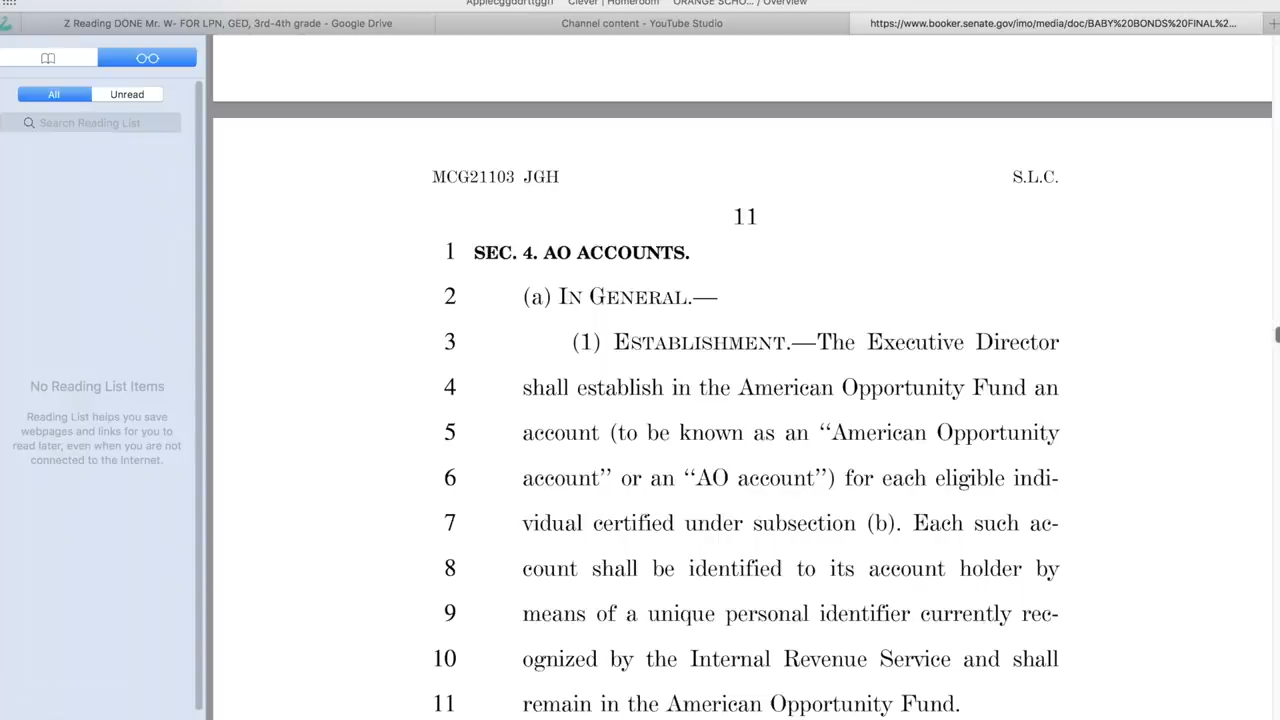 Clever | Homeroom
ORANGE SCHO... / Overview
Z Reading DONE Mr. W- FOR LPN, GED, 3rd-4th grade - Google Drive
Channel content - YouTube Studio
https://www.booker.senate.gov/imo/media/doc/BABY%20BONDS%20FINAL%2...
All
Unread
Search Reading List
No Reading List Items
Reading List helps you save
webpages and links for you to
read later, even when you are not
connected to the Internet.
MCG21103 JGH
S.L.C.
11
1 SEC. 4. AO ACCOUNTS.
2 (a) IN GENERAL.—
3 (1) ESTABLISHMENT.—The Executive Director
4 shall establish in the American Opportunity Fund an
5 account (to be known as an ‘‘American Opportunity
6 account’’ or an ‘‘AO account’’) for each eligible indi-
7 vidual certified under subsection (b). Each such ac-
8 count shall be identified to its account holder by
9 means of a unique personal identifier currently rec-
10 ognized by the Internal Revenue Service and shall
11 remain in the American Opportunity Fund.